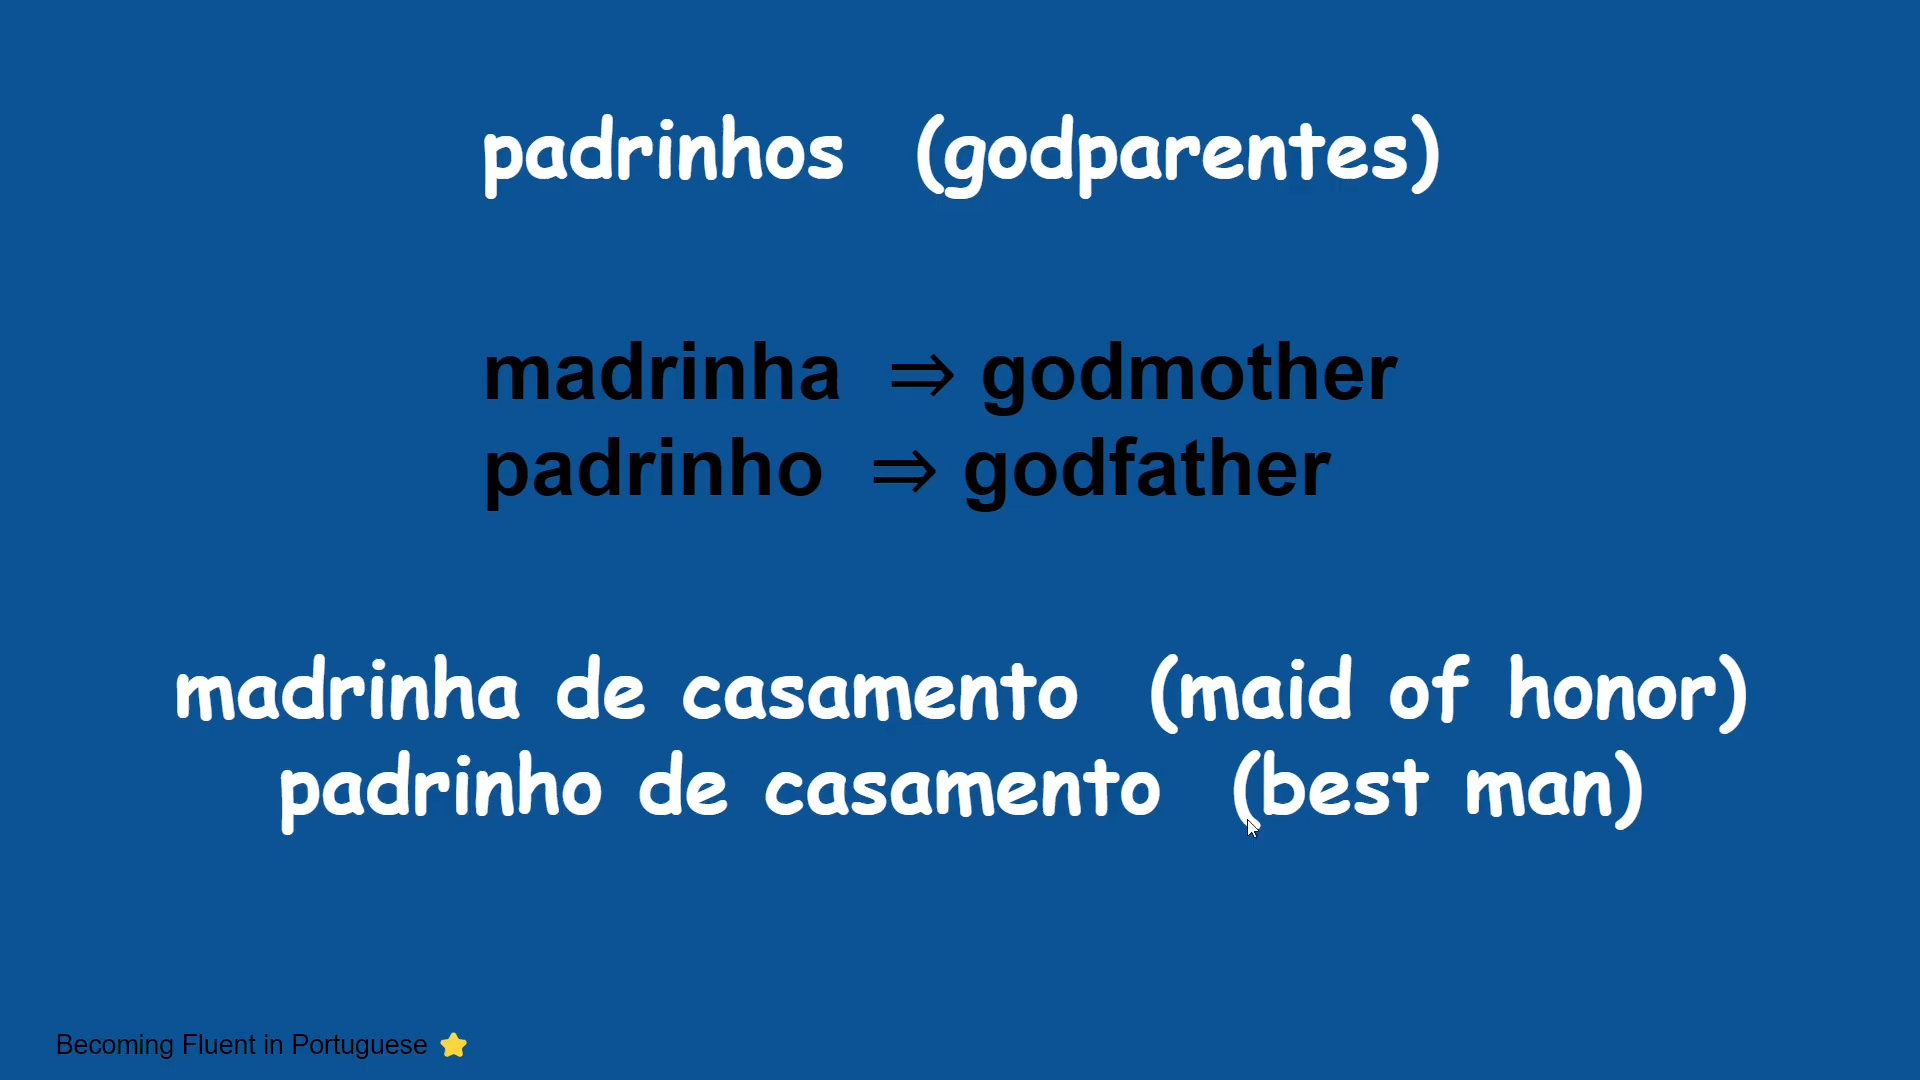 padrinhos (godparentes)
madrinha ⇒ godmother
padrinho ⇒ godfather
madrinha de casamento (maid of honor)
padrinho de casamento (best man)
Becoming Fluent in Portuguese